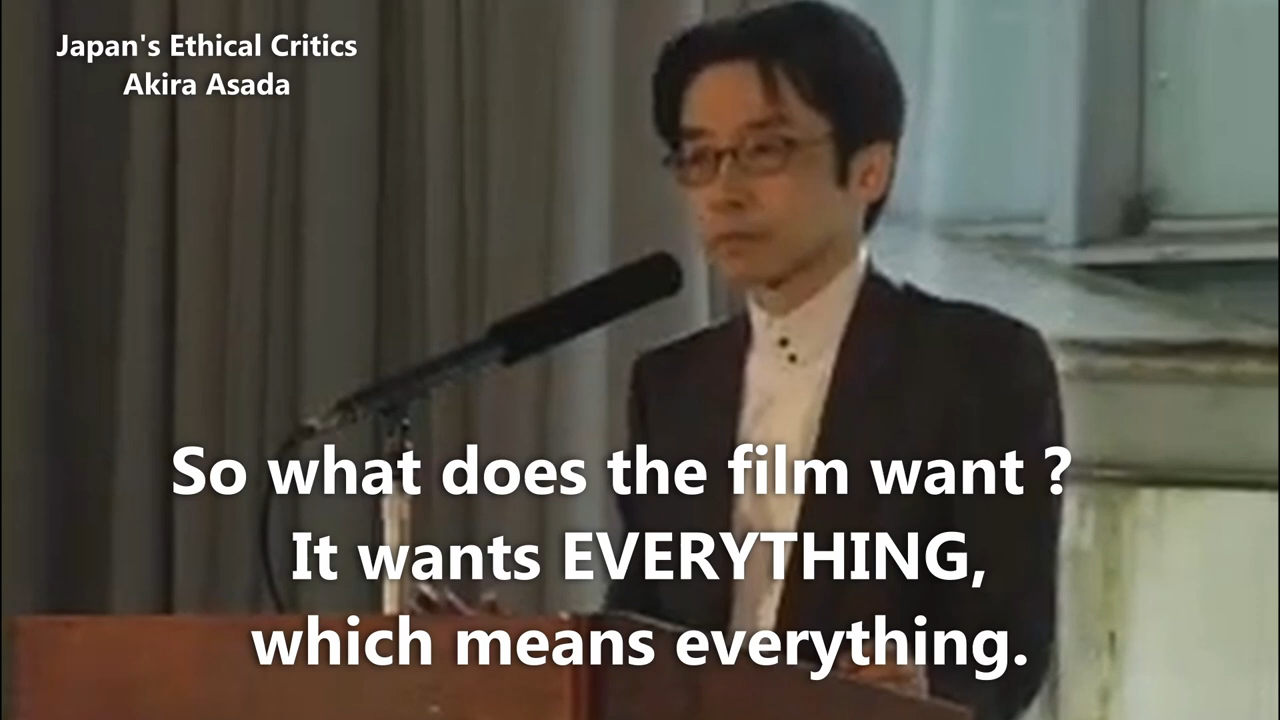 Japan's Ethical Critics
Akira Asada
So what does the film want ?
It wants EVERYTHING,
which means everything.